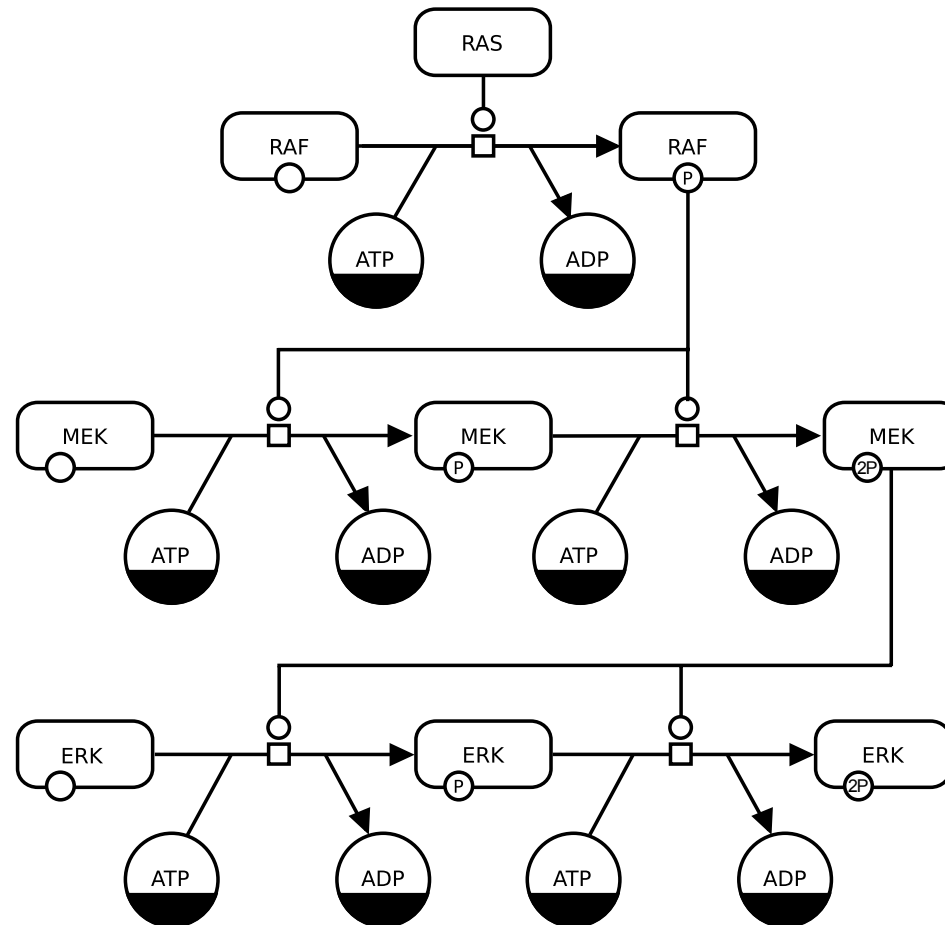 RAS
RAF
RAF
P
ATP
ADP
MEK
MEK
P
MEK
2P
ATP
ADP
ATP
ADP
ERK
ERK
P
ERK
2P
ATP
ADP
ATP
ADP